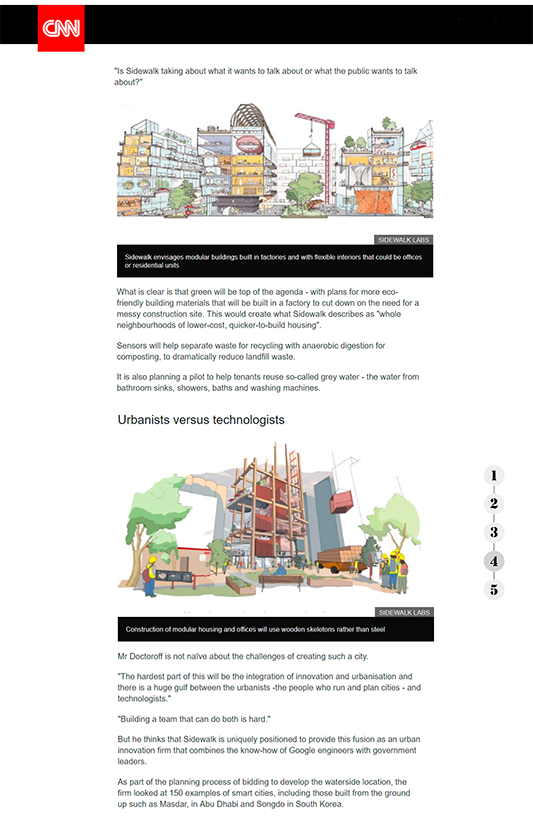 CNN
"Is Sidewalk taking about what it wants to talk about or what the public wants to talk
about?"
SIDEWALK LABS
Sidewalk envisages modular buildings built in factories and with flexible interiors that could be offices
or residential units
What is clear is that green will be top of the agenda - with plans for more eco-
friendly building materials that will be built in a factory to cut down on the need for a
messy construction site. This would create what Sidewalk describes as "whole
neighbourhoods of lower-cost, quicker-to-build housing".
Sensors will help separate waste for recycling with anaerobic digestion for
composting, to dramatically reduce landfill waste.
It is also planning a pilot to help tenants reuse so-called grey water - the water from
bathroom sinks, showers, baths and washing machines.
Urbanists versus technologists
1
2
3
4
5
SIDEWALK LABS
Construction of modular housing and offices will use wooden skeletons rather than steel
Mr Doctoroff is not naïve about the challenges of creating such a city.
"The hardest part of this will be the integration of innovation and urbanisation and
there is a huge gulf between the urbanists -the people who run and plan cities - and
technologists."
"Building a team that can do both is hard."
But he thinks that Sidewalk is uniquely positioned to provide this fusion as an urban
innovation firm that combines the know-how of Google engineers with government
leaders.
As part of the planning process of bidding to develop the waterside location, the
firm looked at 150 examples of smart cities, including those built from the ground
up such as Masdar, in Abu Dhabi and Songdo in South Korea.